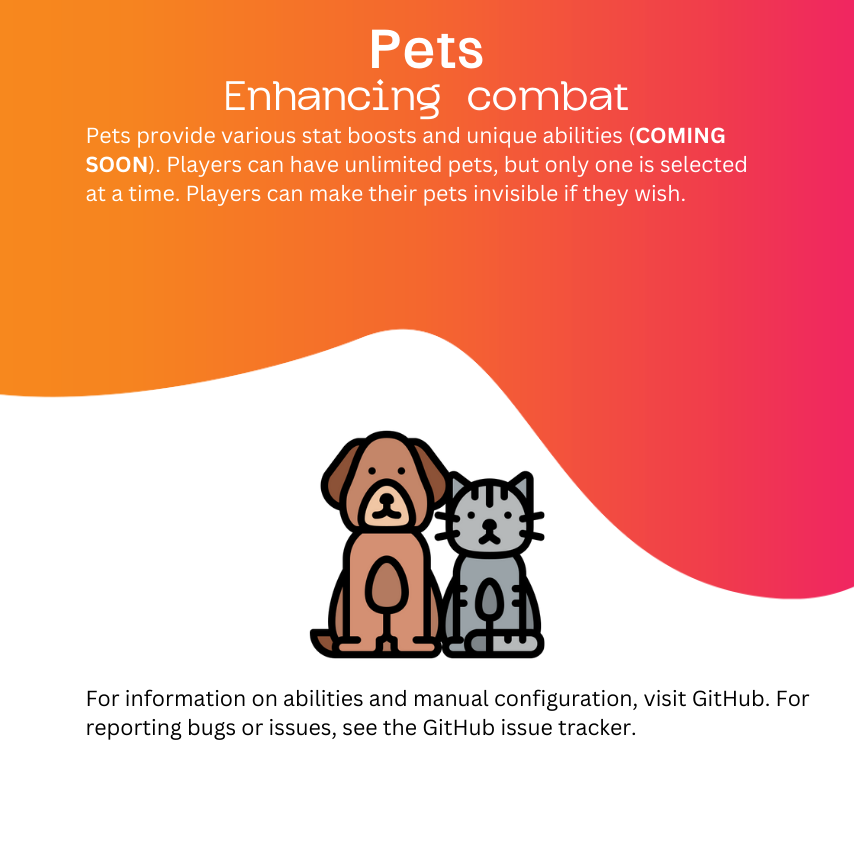 Pets
Enhancing combat
Pets provide various stat boosts and unique abilities (COMING
SOON). Players can have unlimited pets, but only one is selected
at a time. Players can make their pets invisible if they wish.
For information on abilities and manual configuration, visit GitHub. For
reporting bugs or issues, see the GitHub issue tracker.